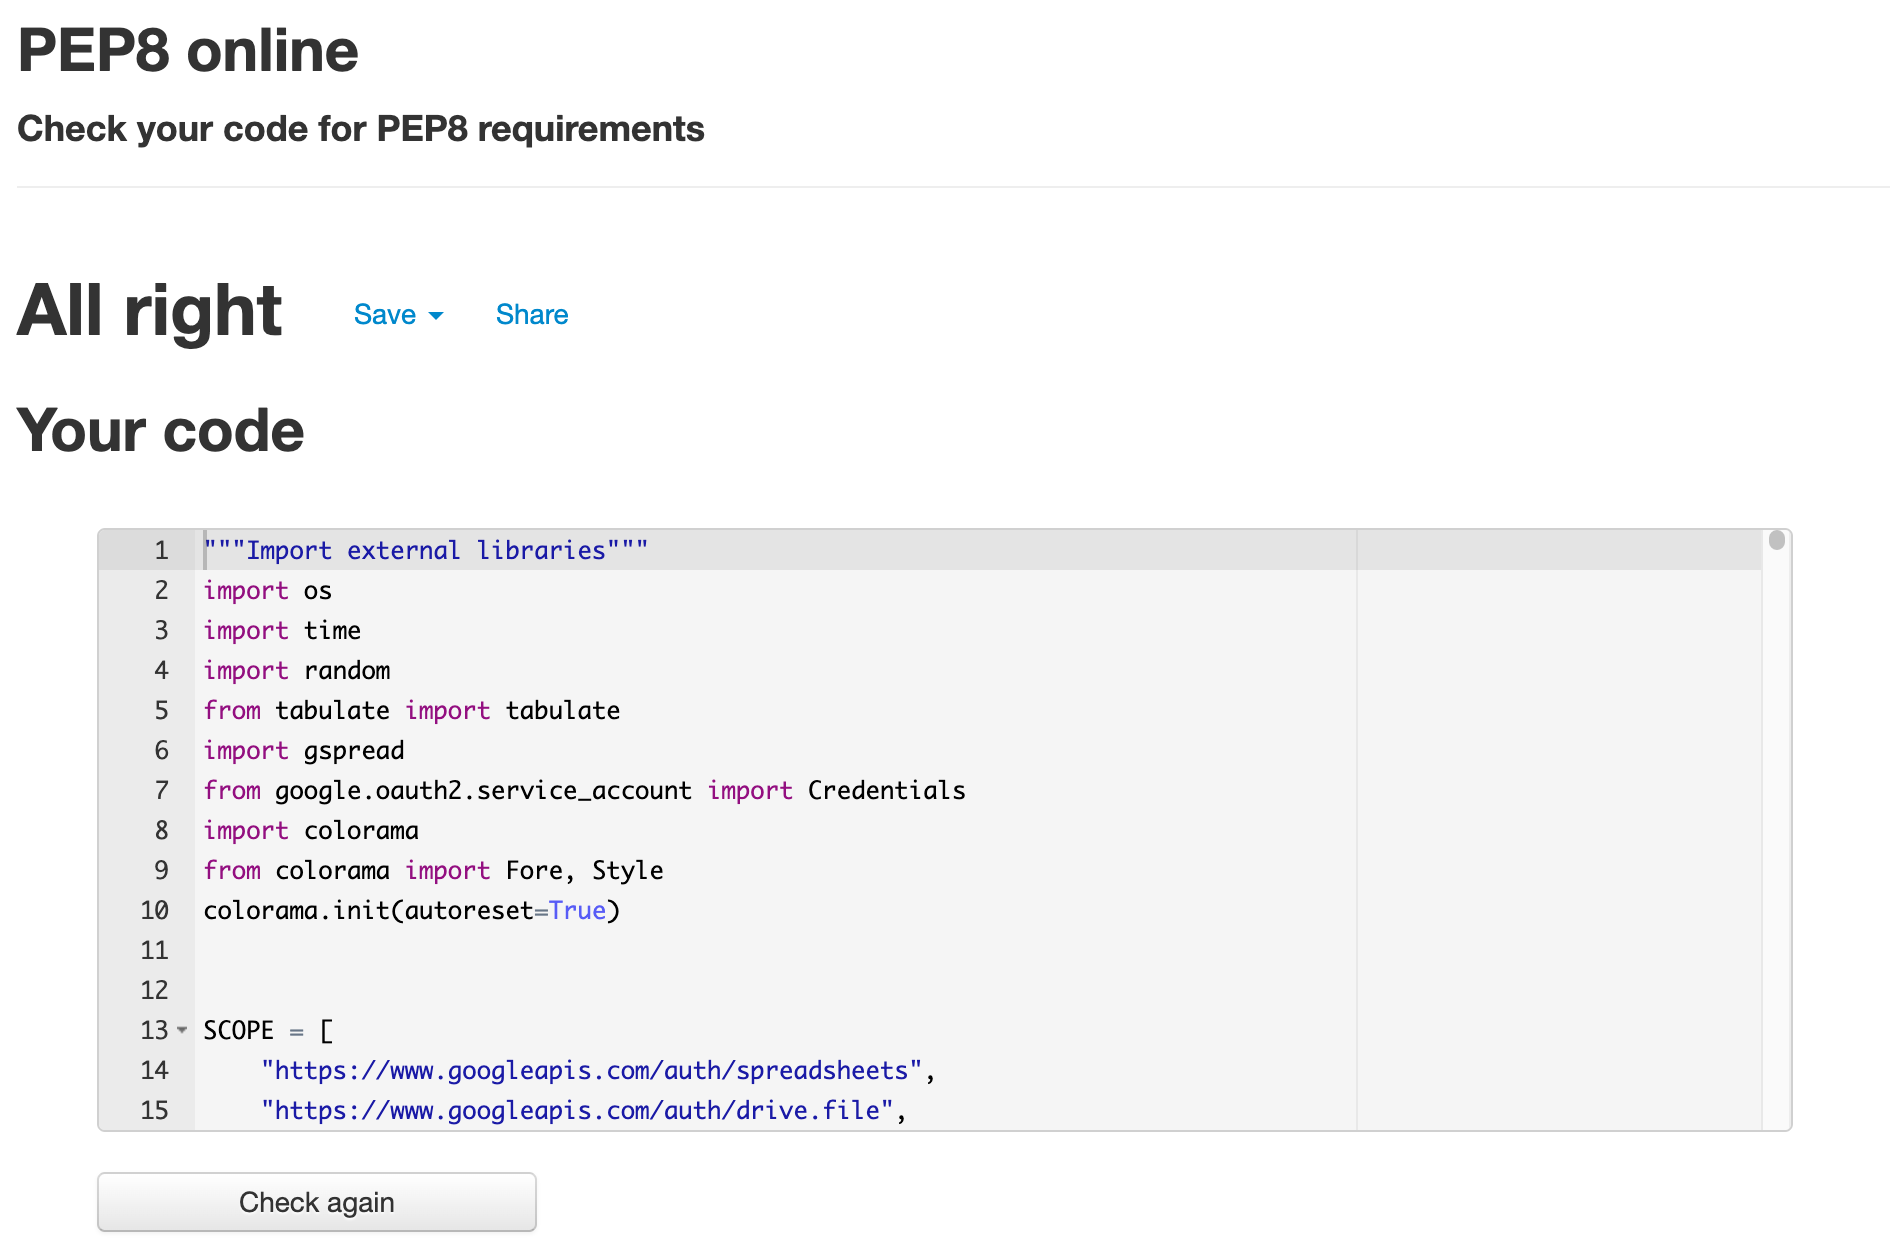 PEP8 online
Check your code for PEP8 requirements
All right Save Share
Your code
1 """Import external libraries"""
2 import os
3 import time
4 import random
5 from tabulate import tabulate
6 import gspread
7 from google.oauth2.service_account import Credentials
8 import colorama
9 from colorama import Fore, Style
10 colorama.init(autoreset=True)
11
12
13 SCOPE = [
14     "https://www.googleapis.com/auth/spreadsheets",
15     "https://www.googleapis.com/auth/drive.file",
Check again